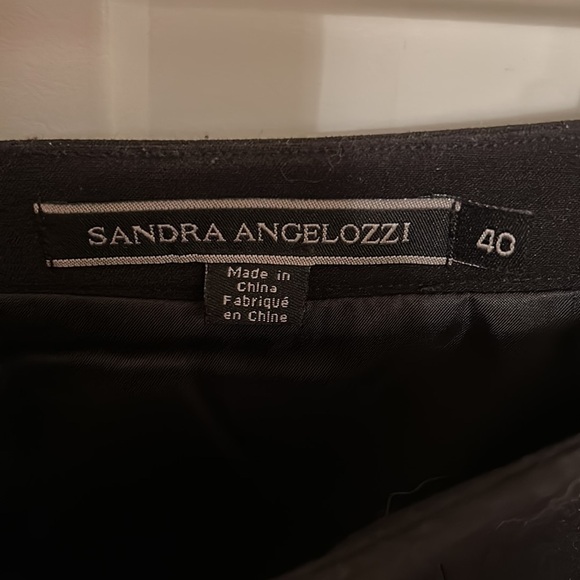 SANDRA ANGELOZZI
40
Made in
China
Fabriqué
en Chine